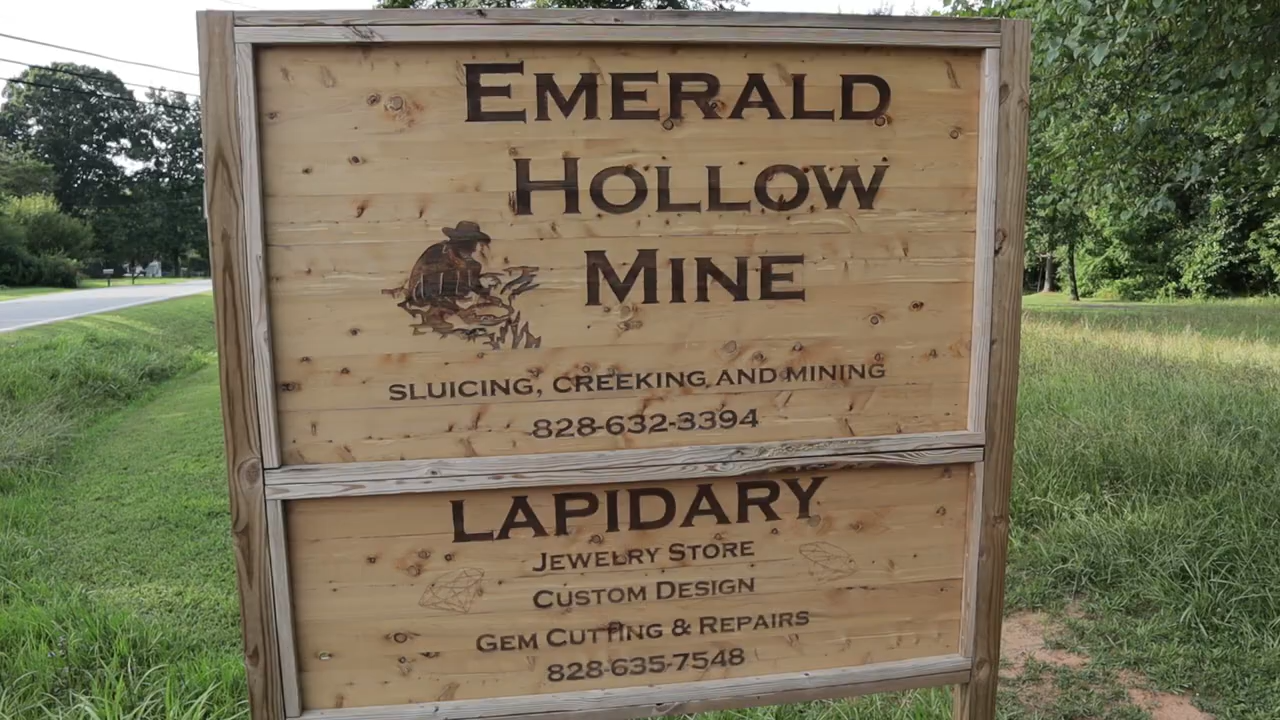 EMERALD
HOLLOW
MINE
SLUICING, CREEKING AND MINING
828-632-3394
LAPIDARY
JEWELRY STORE
CUSTOM DESIGN
GEM CUTTING & REPAIRS
828-635-7548